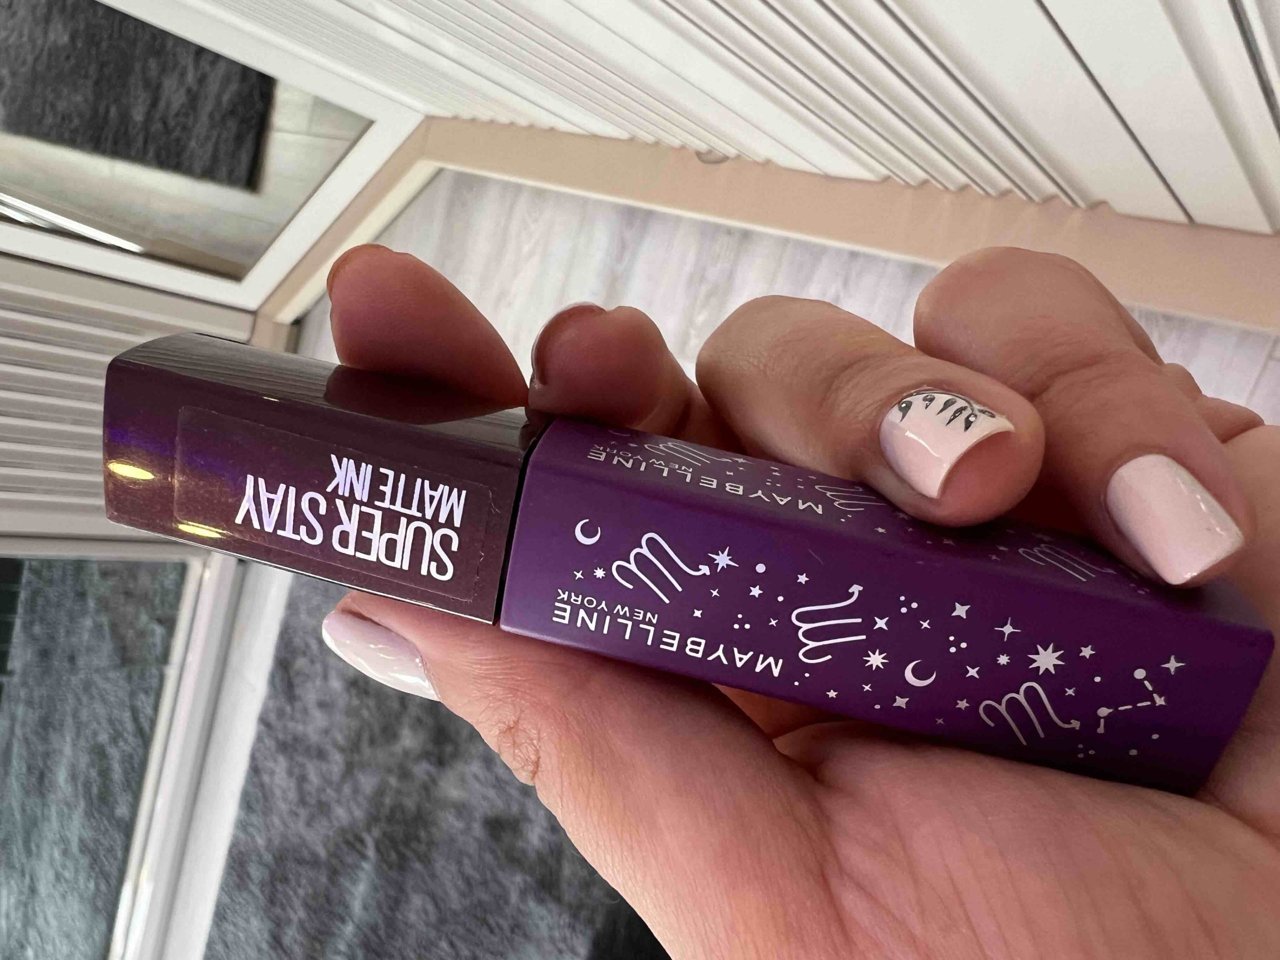 SUPER STAY
MATTE INK
MAYBELLINE
NEW YORK
MAYBELLINE
NEW YORK